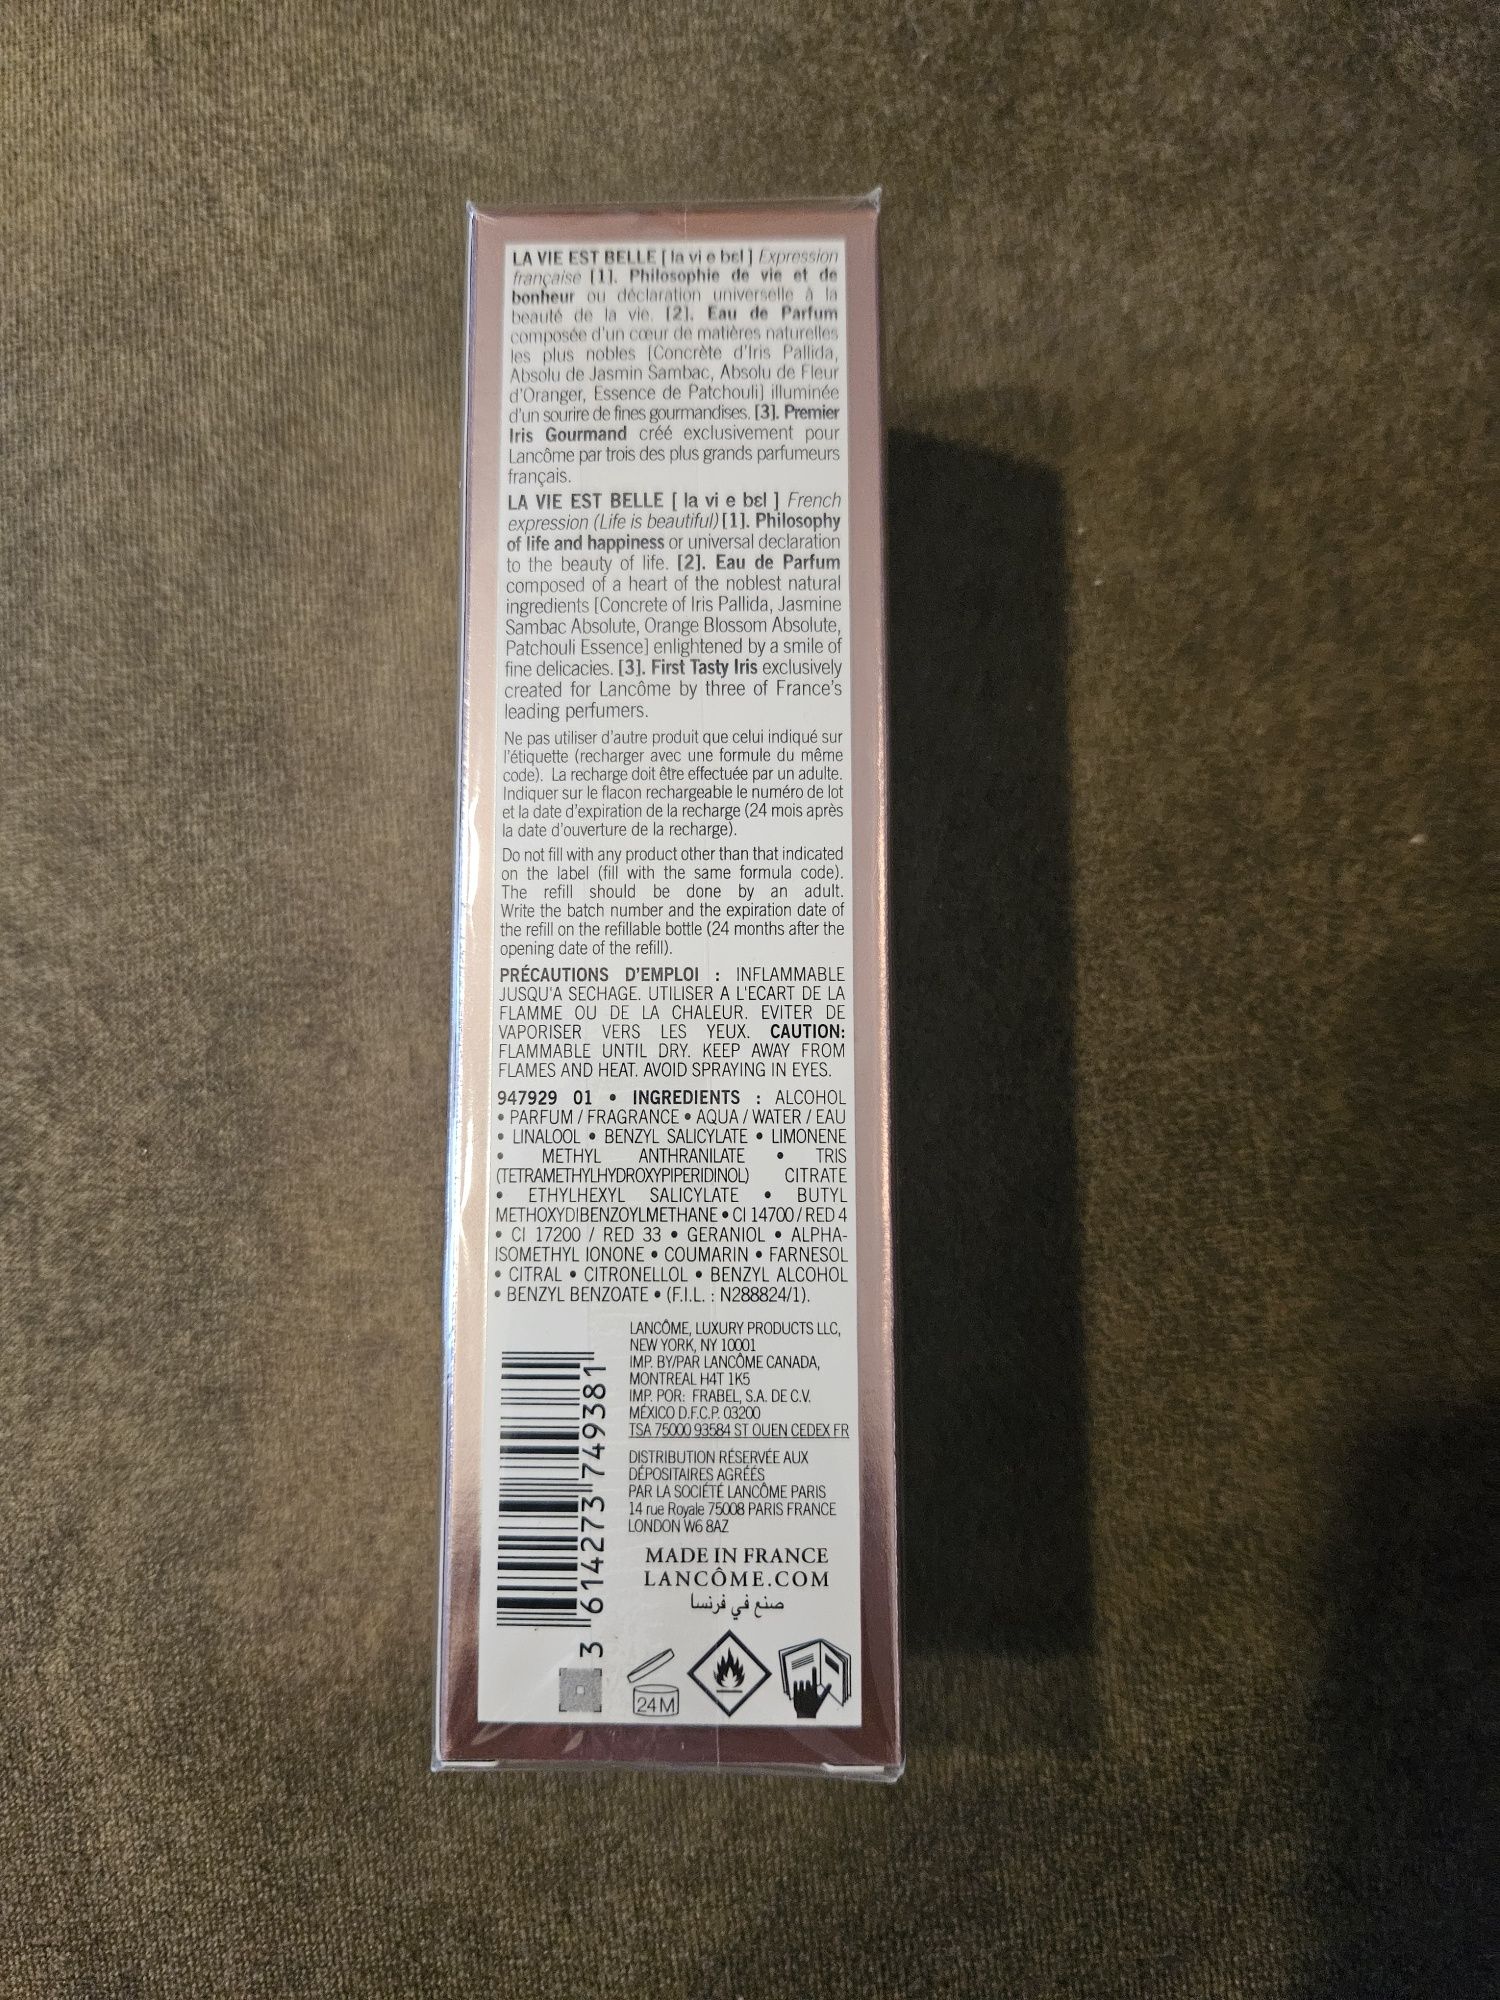 LA VIE EST BELLE [ la vi e bɛl ] Expression
française [1]. Philosophie de vie et de
bonheur ou déclaration universelle à la
beauté de la vie. [2]. Eau de Parfum
composée d'un cœur de matières naturelles
les plus nobles [Concrète d'Iris Pallida,
Absolu de Jasmin Sambac, Absolu de Fleur
d'Oranger, Essence de Patchouli] illuminée
d'un sourire de fines gourmandises. [3]. Premier
Iris Gourmand créé exclusivement pour
Lancôme par trois des plus grands parfumeurs
français.
LA VIE EST BELLE [ la vi e bɛl ] French
expression (Life is beautiful) [1]. Philosophy
of life and happiness or universal declaration
to the beauty of life. [2]. Eau de Parfum
composed of a heart of the noblest natural
ingredients [Concrete of Iris Pallida, Jasmine
Sambac Absolute, Orange Blossom Absolute,
Patchouli Essence] enlightened by a smile of
fine delicacies. [3]. First Tasty Iris exclusively
created for Lancôme by three of France's
leading perfumers.
Ne pas utiliser d'autre produit que celui indiqué sur
l'étiquette (recharger avec une formule du même
code). La recharge doit être effectuée par un adulte.
Indiquer sur le flacon rechargeable le numéro de lot
et la date d'expiration de la recharge (24 mois après
la date d'ouverture de la recharge).
Do not fill with any product other than that indicated
on the label (fill with the same formula code).
The refill should be done by an adult.
Write the batch number and the expiration date of
the refill on the refillable bottle (24 months after the
opening date of the refill).
PRÉCAUTIONS D'EMPLOI : INFLAMMABLE
JUSQU'A SECHAGE. UTILISER A L'ECART DE LA
FLAMME OU DE LA CHALEUR. EVITER DE
VAPORISER VERS LES YEUX. CAUTION:
FLAMMABLE UNTIL DRY. KEEP AWAY FROM
FLAMES AND HEAT. AVOID SPRAYING IN EYES.
947929 01 • INGREDIENTS : ALCOHOL
• PARFUM / FRAGRANCE • AQUA / WATER / EAU
• LINALOOL • BENZYL SALICYLATE • LIMONENE
• METHYL ANTHRANILATE • TRIS
(TETRAMETHYLHYDROXYPIPERIDINOL) CITRATE
• ETHYLHEXYL SALICYLATE • BUTYL
METHOXYDIBENZOYLMETHANE • CI 14700 / RED 4
• CI 17200 / RED 33 • GERANIOL • ALPHA-
ISOMETHYL IONONE • COUMARIN • FARNESOL
• CITRAL • CITRONELLOL • BENZYL ALCOHOL
• BENZYL BENZOATE • (F.I.L. : N288824/1).
LANCÔME, LUXURY PRODUCTS LLC,
NEW YORK, NY 10001
IMP. BY/PAR LANCÔME CANADA,
MONTREAL H4T 1K5
IMP. POR: FRABEL, S.A. DE C.V.
MÉXICO D.F.C.P. 03200
TSA 75000 93584 ST OUEN CEDEX FR
DISTRIBUTION RÉSERVÉE AUX
DÉPOSITAIRES AGRÉÉS
PAR LA SOCIÉTÉ LANCÔME PARIS
14 rue Royale 75008 PARIS FRANCE
LONDON W6 8AZ
MADE IN FRANCE
LANCÔME.COM
صنع في فرنسا
3 614273 749381
24M